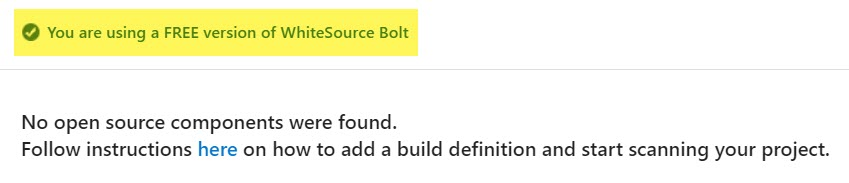 You are using a FREE version of WhiteSource Bolt
No open source components were found.
Follow instructions here on how to add a build definition and start scanning your project.